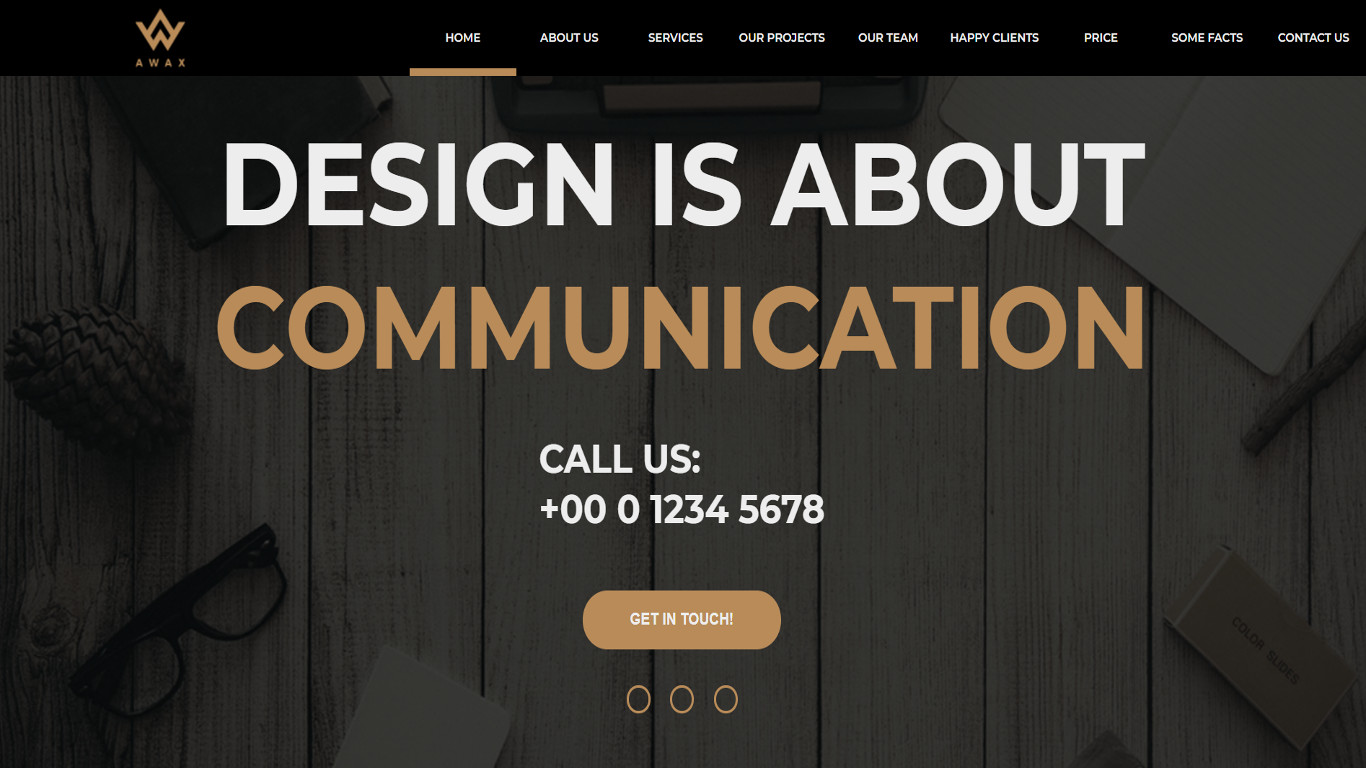 AWAX
HOME
ABOUT US
SERVICES
OUR PROJECTS
OUR TEAM
HAPPY CLIENTS
PRICE
SOME FACTS
CONTACT US
DESIGN IS ABOUT
COMMUNICATION
CALL US:
+00 0 1234 5678
GET IN TOUCH!
COLOR SLIDES